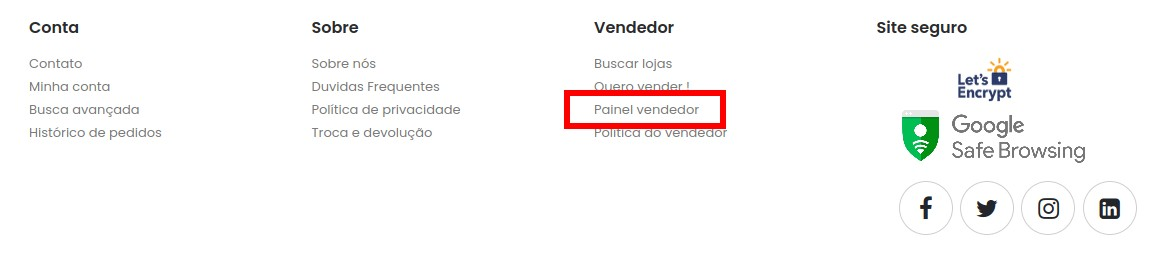 Conta
Contato
Minha conta
Busca avançada
Histórico de pedidos
Sobre
Sobre nós
Duvidas Frequentes
Política de privacidade
Troca e devolução
Vendedor
Buscar lojas
Quero vender !
Painel vendedor
Política do vendedor
Site seguro
Let's
Encrypt
Google
Safe Browsing